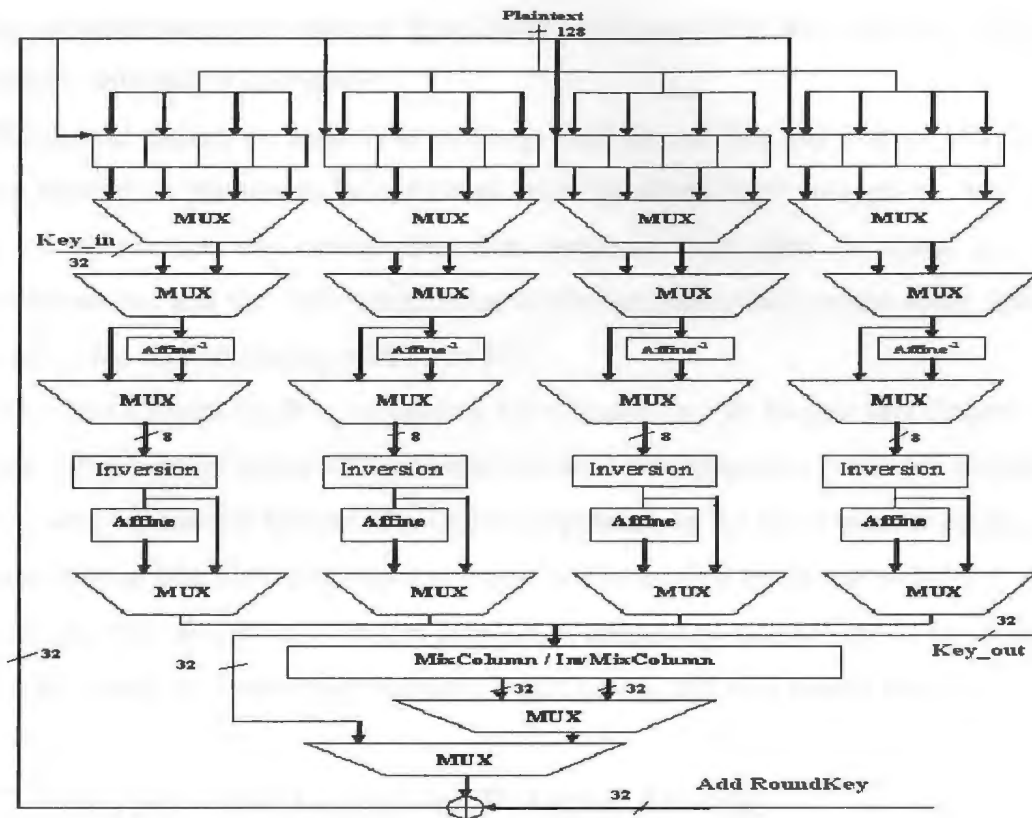 Plaintext
128
MUX MUX MUX MUX
Key_in
32
MUX MUX MUX MUX
Affine⁻¹ Affine⁻¹ Affine⁻¹ Affine⁻¹
MUX MUX MUX MUX
8 8 8 8
Inversion Inversion Inversion Inversion
Affine Affine Affine Affine
MUX MUX MUX MUX
32
Key_out
32
32
MixColumn / InvMixColumn
32 32
MUX
MUX
Add RoundKey
32